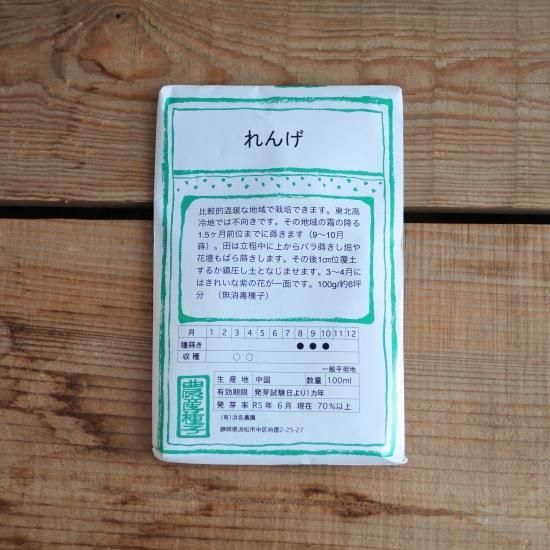 れんげ
比較的温暖な地域で栽培できます。東北高
冷地では不向きです。その地域の霜の降る
1.5ヶ月前位までに蒔きます（9〜10月
蒔）。田は立稲中に上からバラ蒔きし畑や
花壇もばら蒔きします。その後1㎝位覆土
するか鎮圧し土となじませます。3〜4月に
はきれいな紫の花が一面です。100g/約6坪
分　（無消毒種子）
月 1 2 3 4 5 6 7 8 9 10 11 12
種蒔き ● ● ●
収穫 ○ ○
一般平坦地
生産地 中国 数量 100ml
有効期限 発芽試験日より1カ年
発芽率 R5年 6月 現在 70％以上
(有)浜名農園
静岡県浜松市中区向宿2-25-27